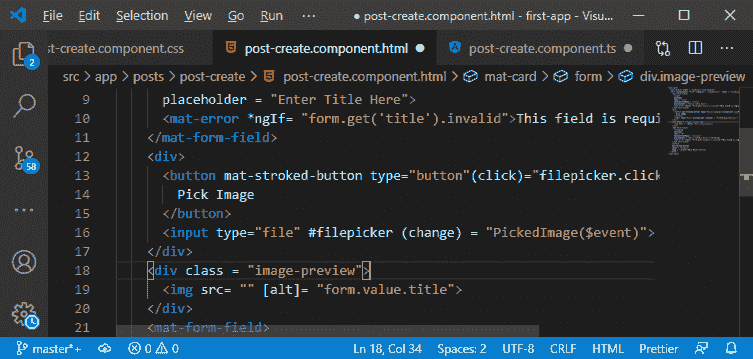 File Edit Selection View Go Run ... post-create.component.html - first-app - Visu...
st-create.component.css post-create.component.html post-create.component.ts
src > app > posts > post-create > post-create.component.html > mat-card > form > div.image-preview
9 placeholder = "Enter Title Here">
10 <mat-error *ngIf= "form.get('title').invalid">This field is requi
11 </mat-form-field>
12 <div>
13 <button mat-stroked-button type="button"(click)="filepicker.click
14 Pick Image
15 </button>
16 <input type="file" #filepicker (change) = "PickedImage($event)">
17 </div>
18 <div class = "image-preview">
19 <img src= "" [alt]= "form.value.title">
20 </div>
21 <mat-form-field>
2
58
master*+ 0 0 Ln 18, Col 34 Spaces: 2 UTF-8 CRLF HTML Prettier